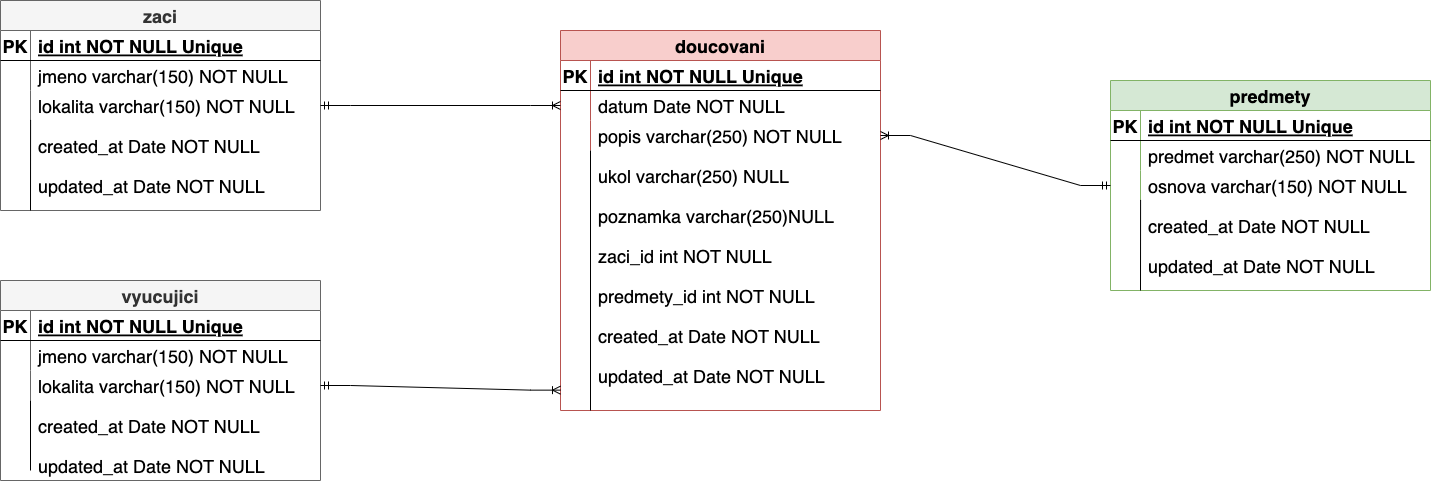 zaci
PK id int NOT NULL Unique
jmeno varchar(150) NOT NULL
lokalita varchar(150) NOT NULL
created_at Date NOT NULL
updated_at Date NOT NULL
vyucujici
PK id int NOT NULL Unique
jmeno varchar(150) NOT NULL
lokalita varchar(150) NOT NULL
created_at Date NOT NULL
updated_at Date NOT NULL
doucovani
PK id int NOT NULL Unique
datum Date NOT NULL
popis varchar(250) NOT NULL
ukol varchar(250) NULL
poznamka varchar(250)NULL
zaci_id int NOT NULL
predmety_id int NOT NULL
created_at Date NOT NULL
updated_at Date NOT NULL
predmety
PK id int NOT NULL Unique
predmet varchar(250) NOT NULL
osnova varchar(150) NOT NULL
created_at Date NOT NULL
updated_at Date NOT NULL